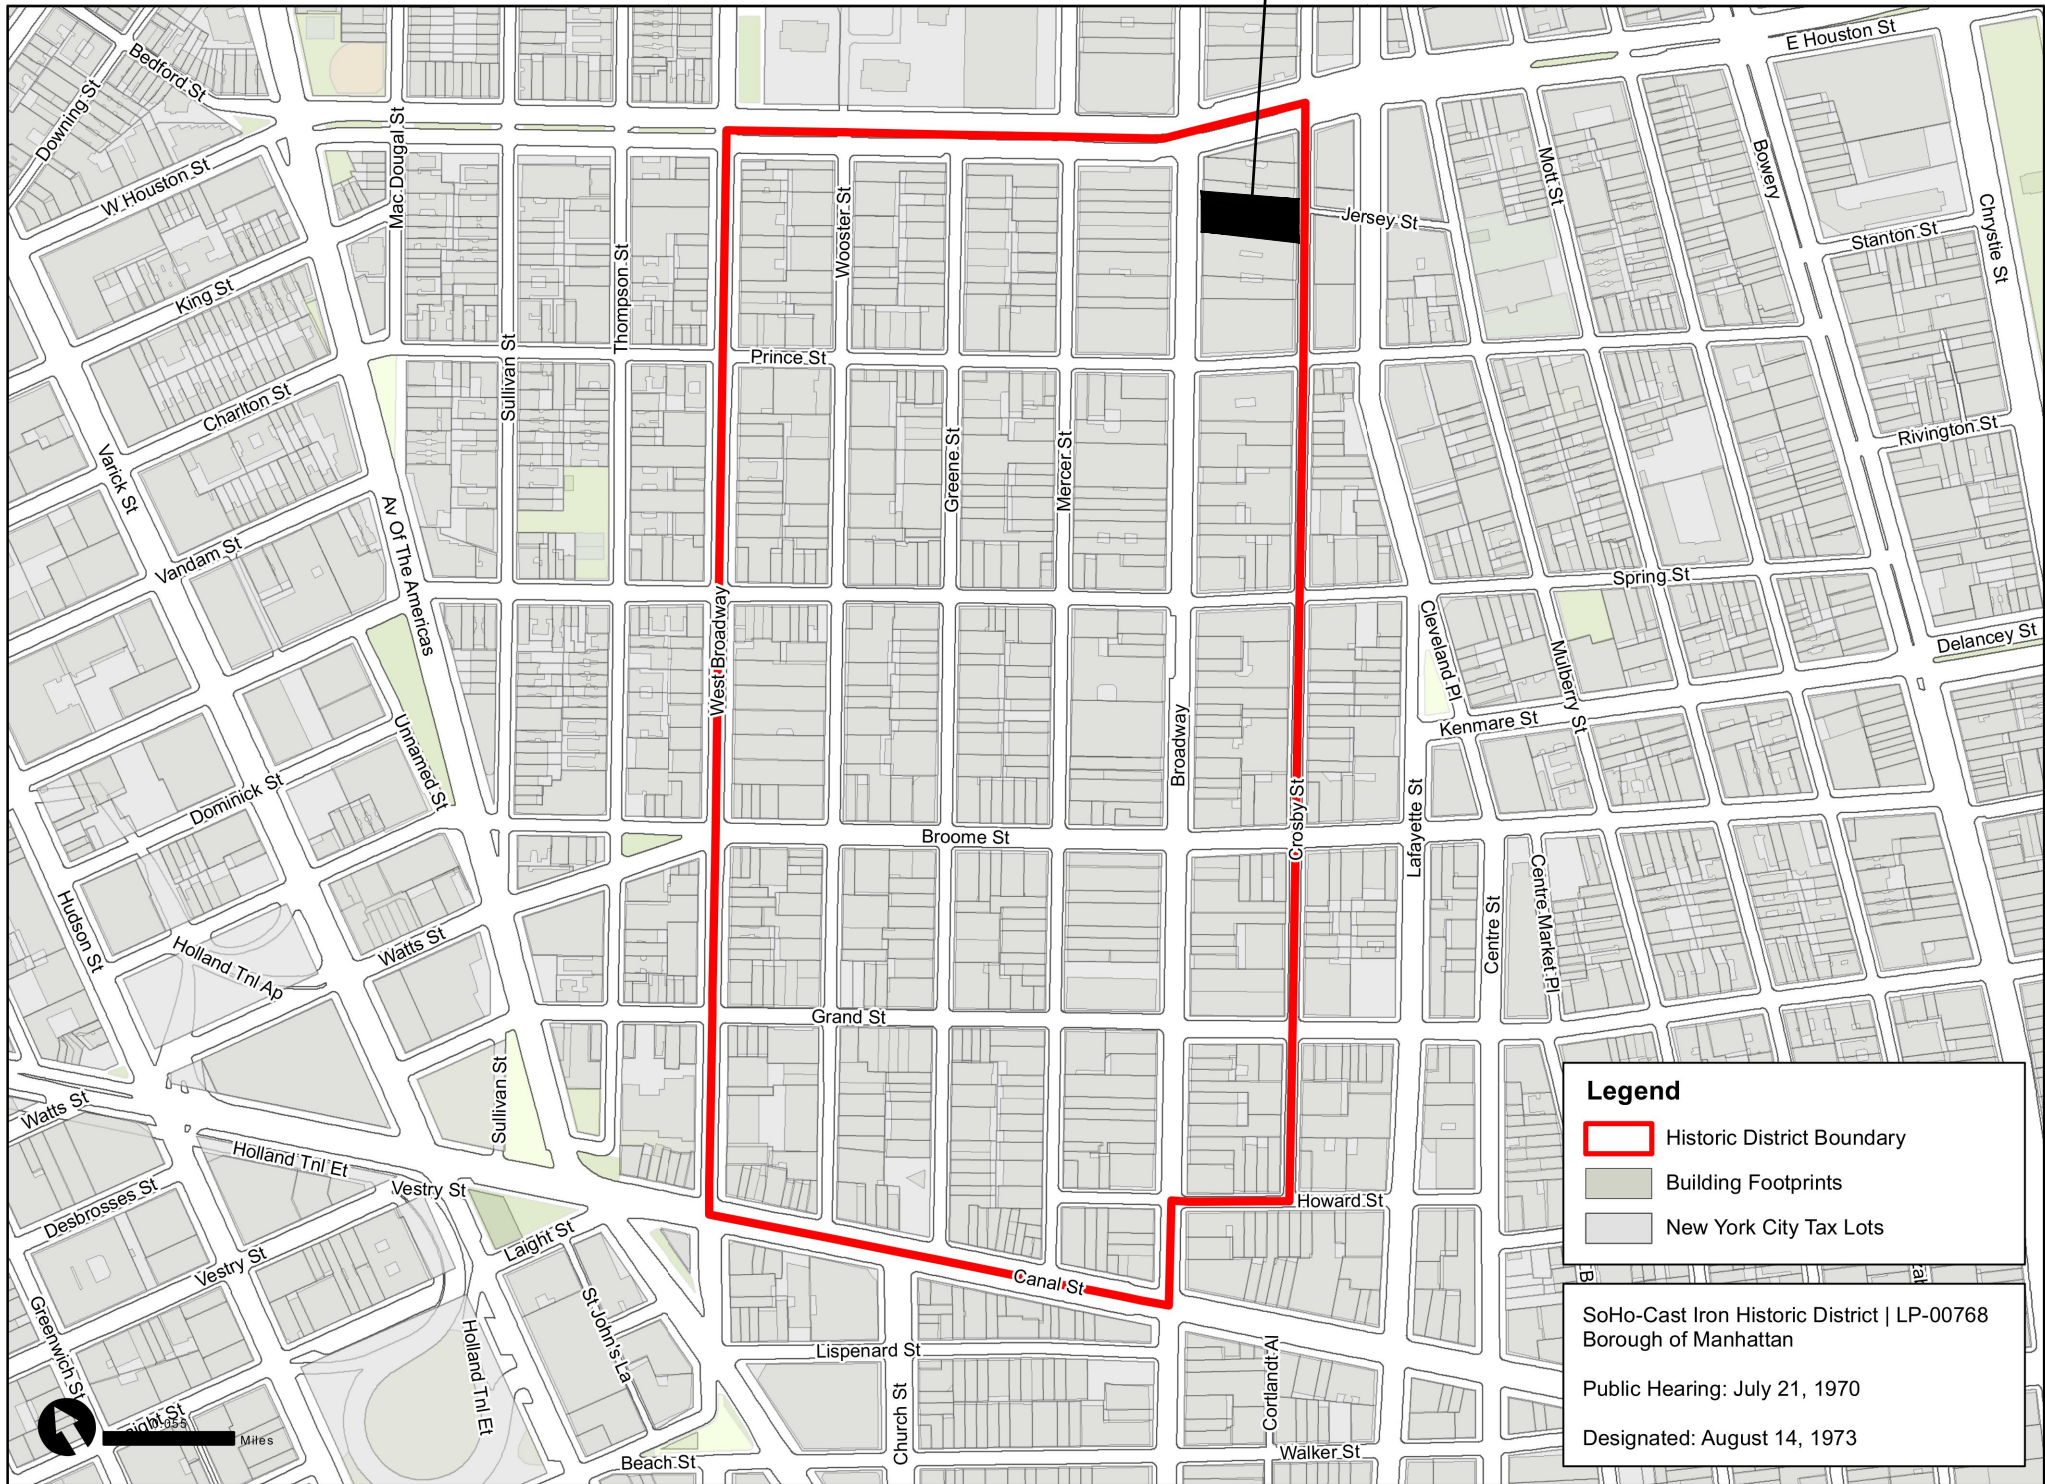 E Houston St
Bedford St
Downing St
W Houston St
Mac Dougal St
Mott St
Bowery
Chrystie St
Wooster St
Jersey St
Stanton St
King St
Thompson St
Sullivan St
Prince St
Charlton St
Rivington St
Varick St
Greene St
Mercer St
Av Of The Americas
Vandam St
Spring St
West Broadway
Cleveland Pl
Mulberry St
Delancey St
Unnamed St
Broadway
Kenmare St
Dominick St
Crosby St
Lafayette St
Broome St
Centre St
Centre Market Pl
Hudson St
Watts St
Holland Tnl Ap
Grand St
Sullivan St
Watts St
Holland Tnl Et
Vestry St
Desbrosses St
Howard St
Laight St
Vestry St
Canal St
St John's La
Greenwich St
Holland Tnl Et
Lispenard St
Cortlandt Al
Church St
Beach St
Walker St
aight St
0.055
Miles
Legend
Historic District Boundary
Building Footprints
New York City Tax Lots
B
SoHo-Cast Iron Historic District | LP-00768
Borough of Manhattan
Public Hearing: July 21, 1970
Designated: August 14, 1973